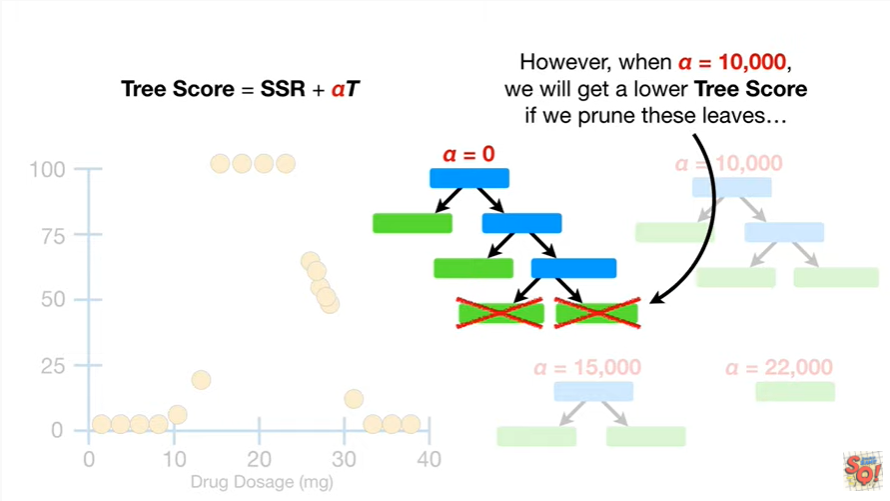 However, when α = 10,000,
we will get a lower Tree Score
if we prune these leaves…
Tree Score = SSR + αT
α = 0
α = 10,000
100
75
50
25
0
0 10 20 30 40
Drug Dosage (mg)
α = 15,000
α = 22,000
SQ!